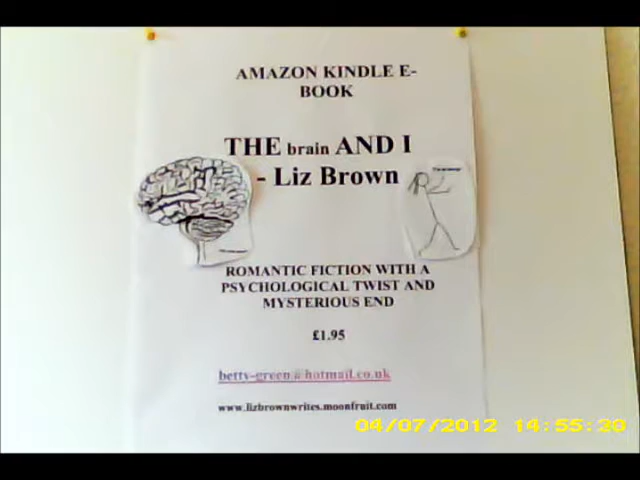 AMAZON KINDLE E-
BOOK
THE brain AND I
- Liz Brown
ROMANTIC FICTION WITH A
PSYCHOLOGICAL TWIST AND
MYSTERIOUS END
£1.95
betty-green@hotmail.co.uk
www.lizbrownwrites.moonfruit.com
04/07/2012 14:55:20